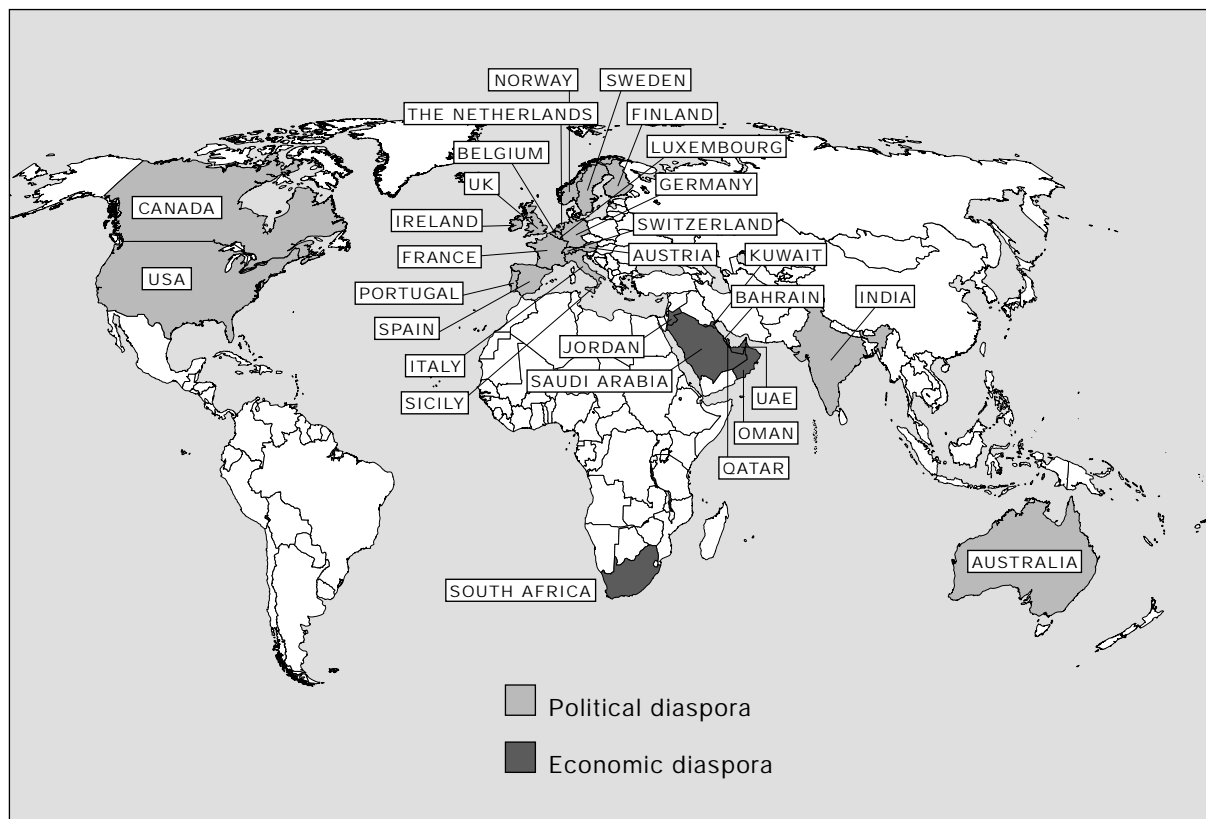 NORWAY
SWEDEN
THE NETHERLANDS
FINLAND
BELGIUM
LUXEMBOURG
UK
GERMANY
CANADA
IRELAND
SWITZERLAND
FRANCE
AUSTRIA
KUWAIT
USA
PORTUGAL
BAHRAIN
INDIA
SPAIN
JORDAN
ITALY
SAUDI ARABIA
SICILY
UAE
OMAN
QATAR
AUSTRALIA
SOUTH AFRICA
Political diaspora
Economic diaspora